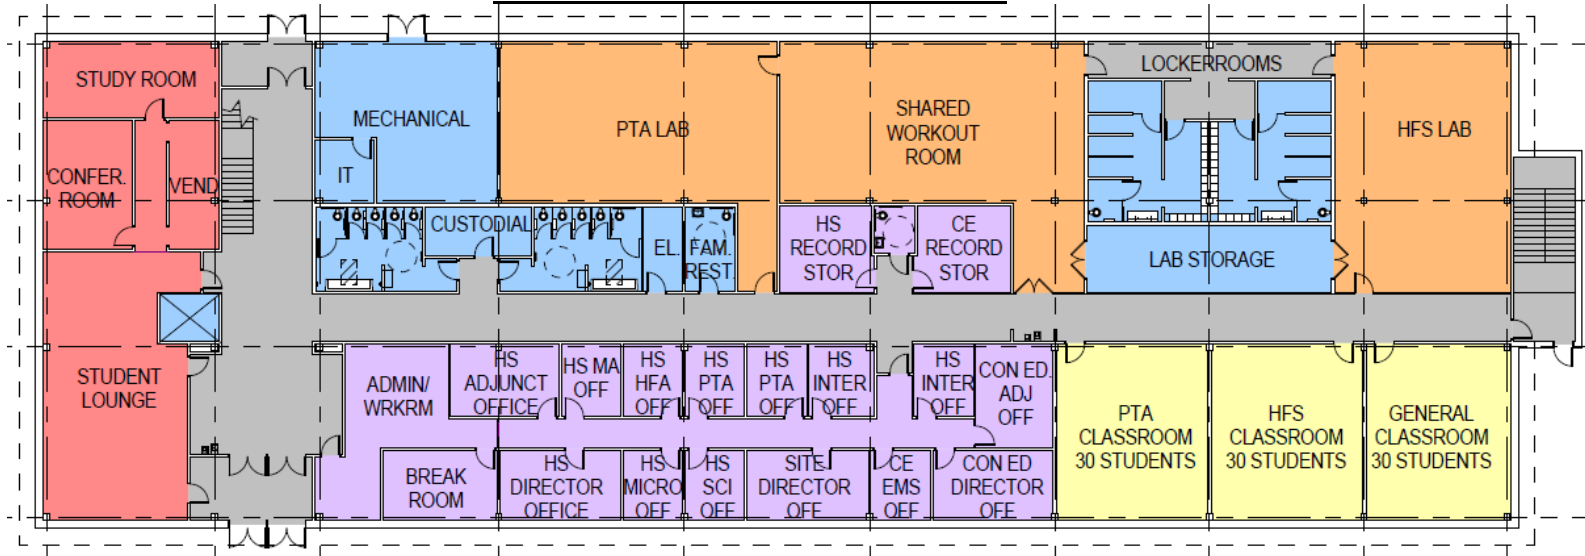 STUDY ROOM
CONFER.
ROOM
VEND
MECHANICAL
IT
PTA LAB
SHARED
WORKOUT
ROOM
LOCKERROOMS
HFS LAB
CUSTODIAL
EL.
FAM.
REST.
HS
RECORD
STOR
CE
RECORD
STOR
LAB STORAGE
STUDENT
LOUNGE
ADMIN/
WRKRM
HS
ADJUNCT
OFFICE
HS MA
OFF
HS
HFA
OFF
HS
PTA
OFF
HS
PTA
OFF
HS
INTER
OFF
HS
INTER
OFF
CON ED.
ADJ
OFF
BREAK
ROOM
HS
DIRECTOR
OFFICE
HS
MICRO
OFF
HS
SCI
OFF
SITE
DIRECTOR
OFF
CE
EMS
OFF
CON ED
DIRECTOR
OFF
PTA
CLASSROOM
30 STUDENTS
HFS
CLASSROOM
30 STUDENTS
GENERAL
CLASSROOM
30 STUDENTS